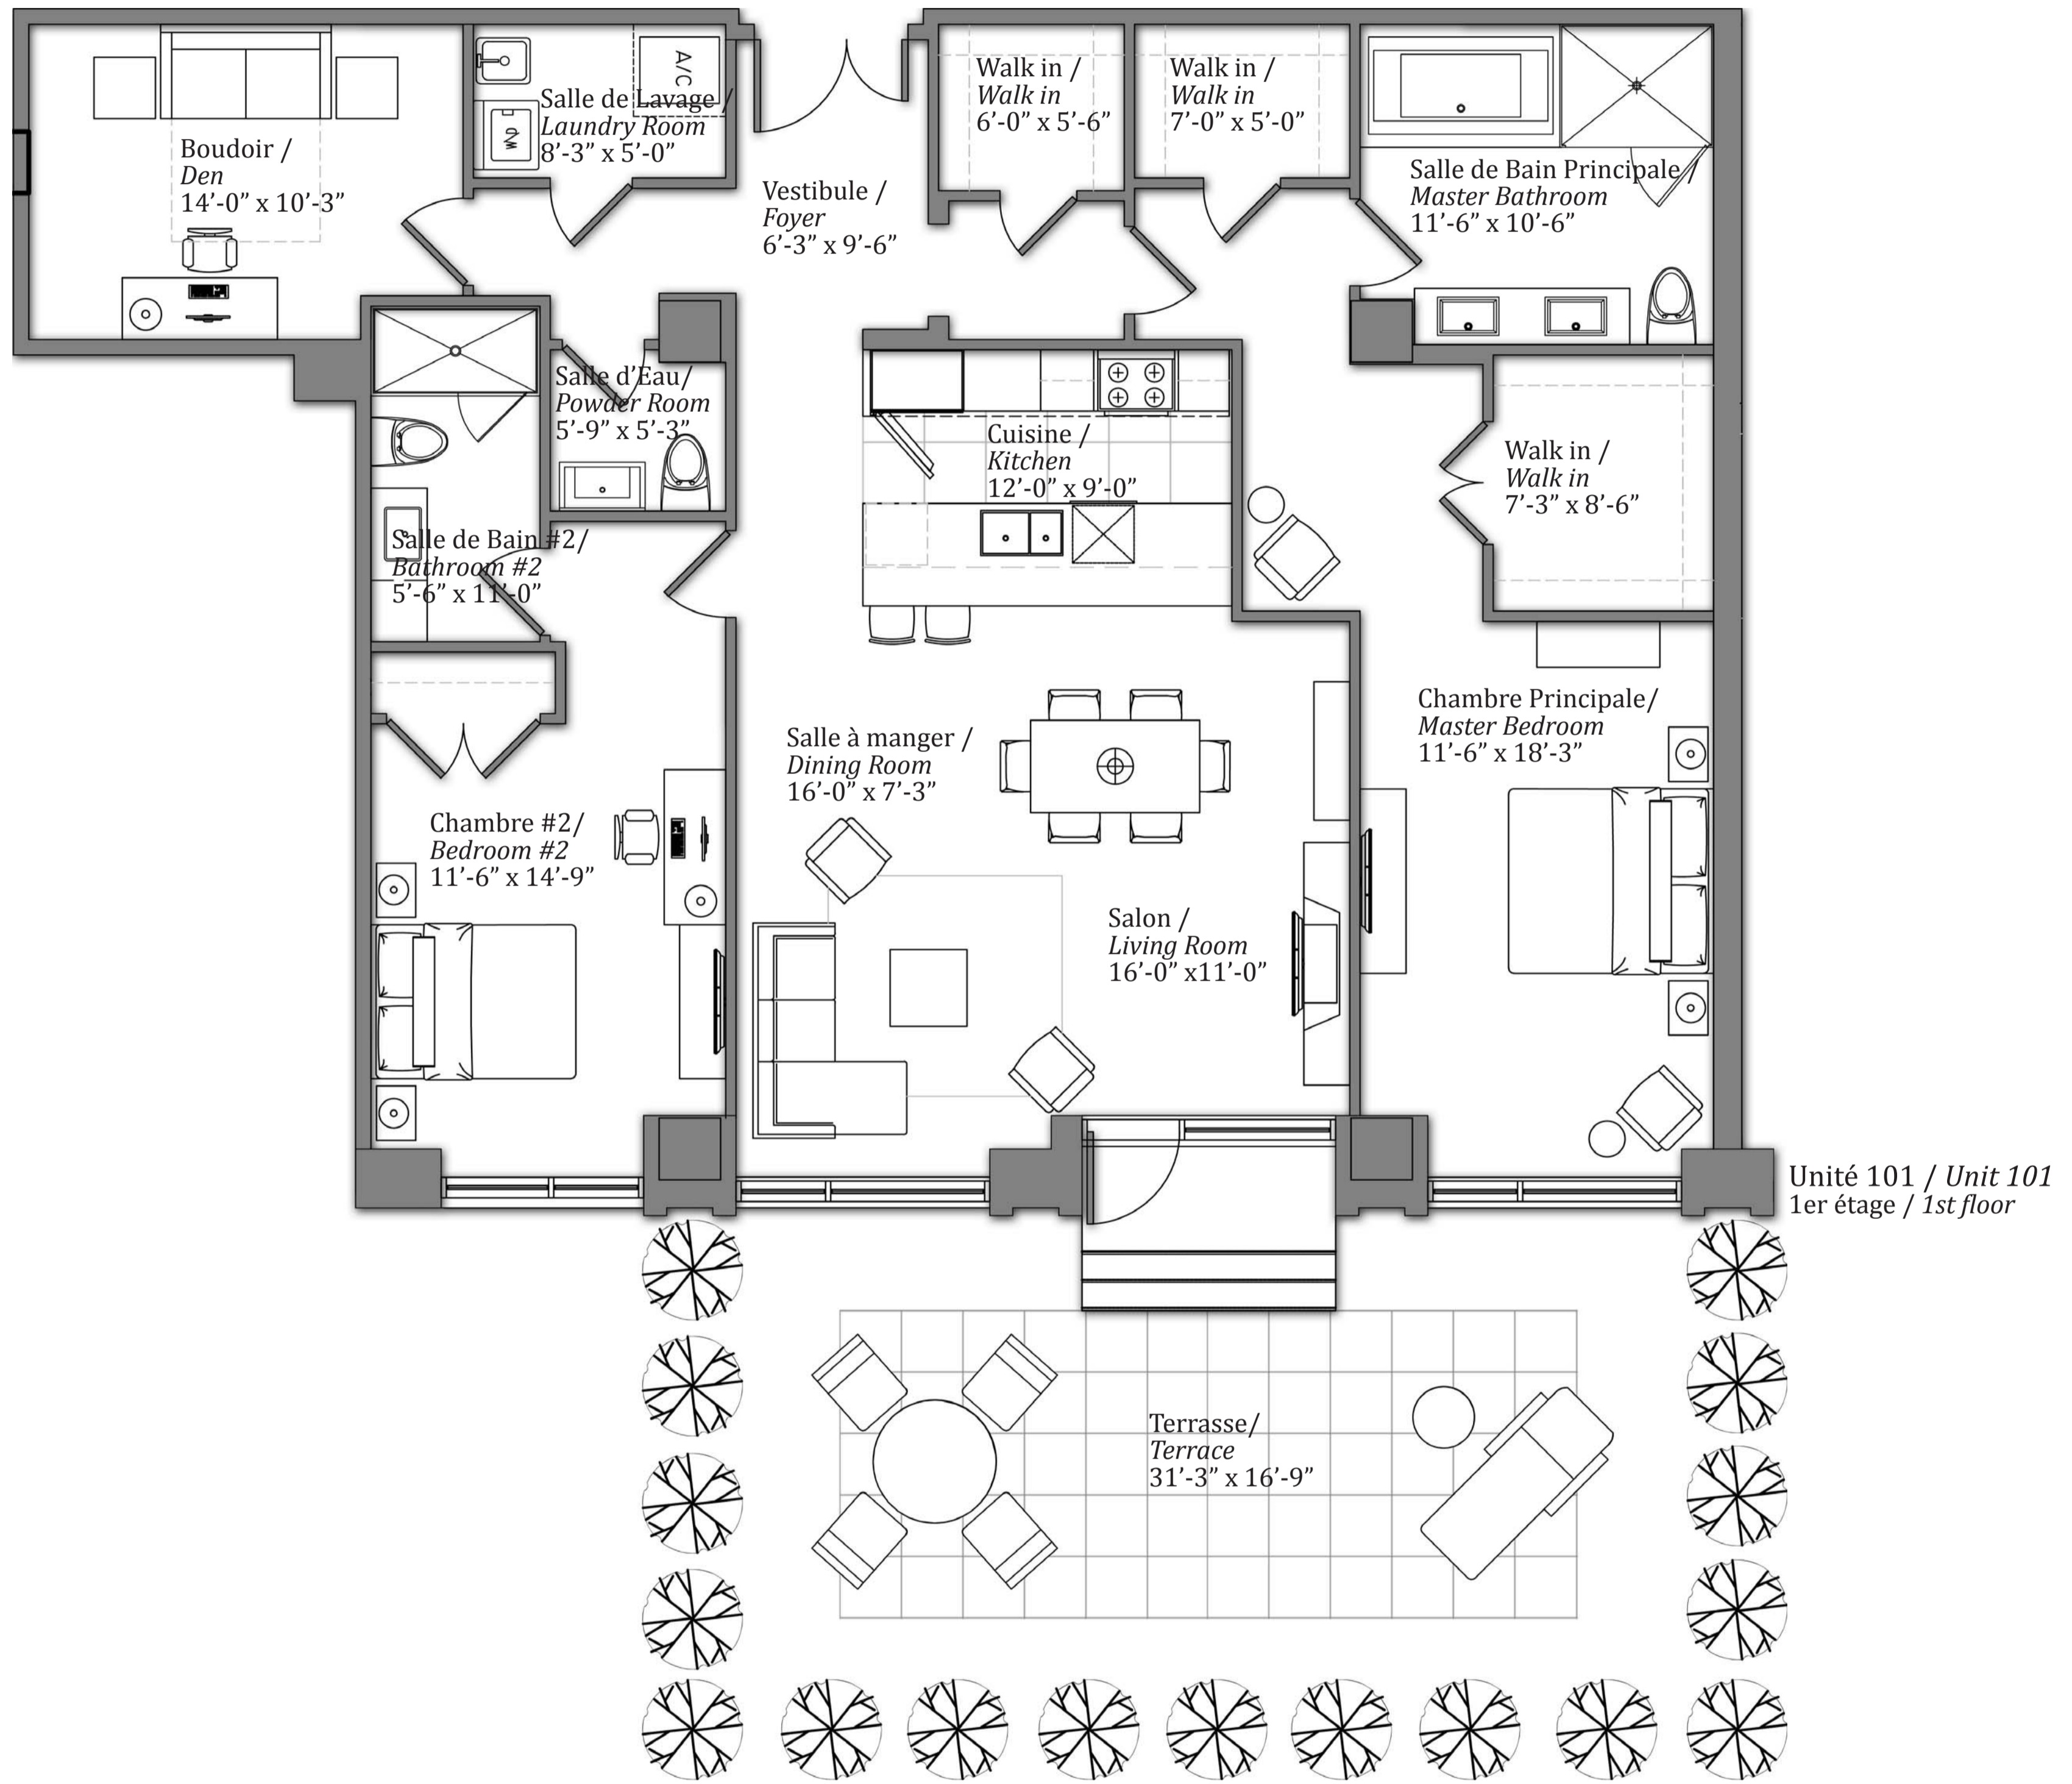 Boudoir /
Den
14’-0” x 10’-3”
A/C
Salle de Lavage /
Laundry Room
8’-3” x 5’-0”
Vestibule /
Foyer
6’-3” x 9’-6”
Walk in /
Walk in
6’-0” x 5’-6”
Walk in /
Walk in
7’-0” x 5’-0”
Salle de Bain Principale /
Master Bathroom
11’-6” x 10’-6”
Salle d’Eau/
Powder Room
5’-9” x 5’-3”
Cuisine /
Kitchen
12’-0” x 9’-0”
Walk in /
Walk in
7’-3” x 8’-6”
Salle de Bain #2/
Bathroom #2
5’-6” x 11’-0”
Chambre Principale/
Master Bedroom
11’-6” x 18’-3”
Salle à manger /
Dining Room
16’-0” x 7’-3”
Chambre #2/
Bedroom #2
11’-6” x 14’-9”
Salon /
Living Room
16’-0” x11’-0”
Unité 101 / Unit 101
1er étage / 1st floor
Terrasse/
Terrace
31’-3” x 16’-9”